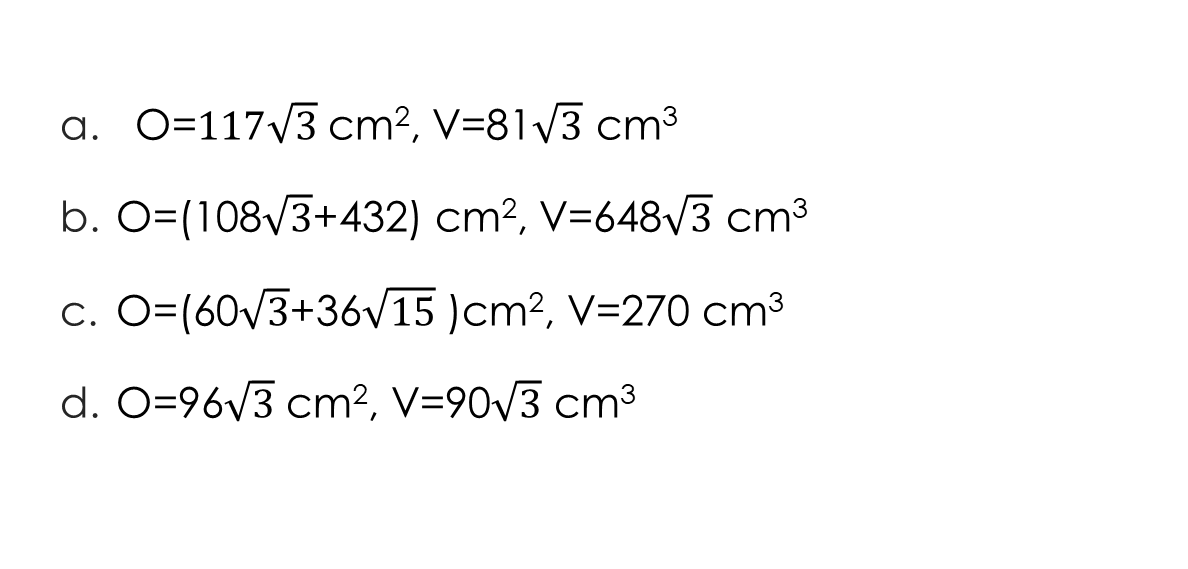 a. O=117√3 cm², V=81√3 cm³
b. O=(108√3+432) cm², V=648√3 cm³
c. O=(60√3+36√15 )cm², V=270 cm³
d. O=96√3 cm², V=90√3 cm³